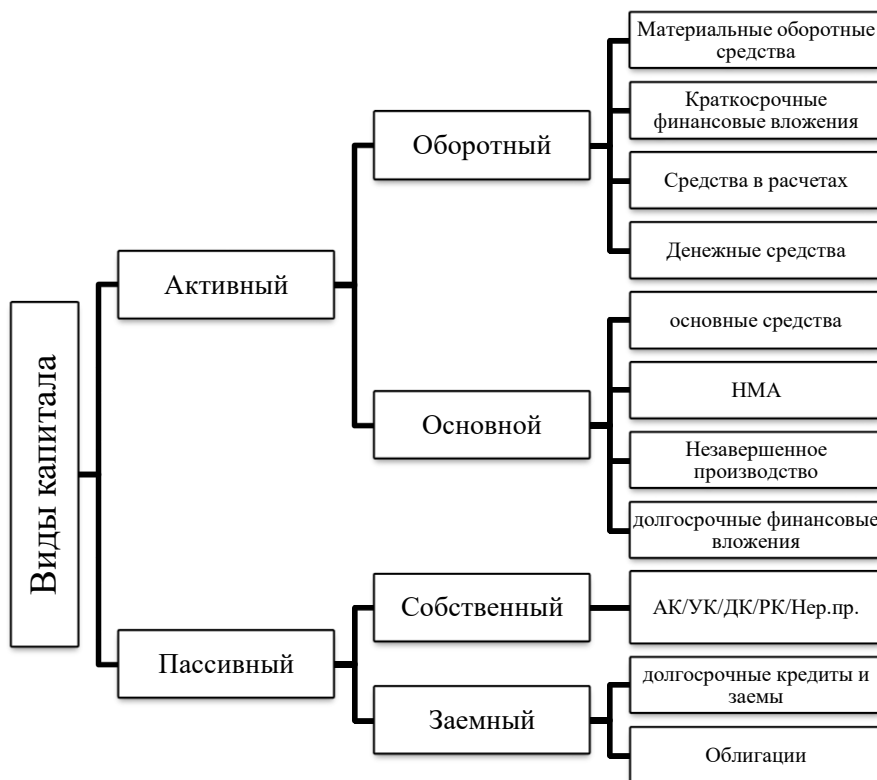 Виды капитала
Активный
Оборотный
Материальные оборотные
средства
Краткосрочные
финансовые вложения
Средства в расчетах
Денежные средства
Основной
основные средства
НМА
Незавершенное
производство
долгосрочные финансовые
вложения
Пассивный
Собственный
АК/УК/ДК/РК/Нер.пр.
Заемный
долгосрочные кредиты и
заемы
Облигации